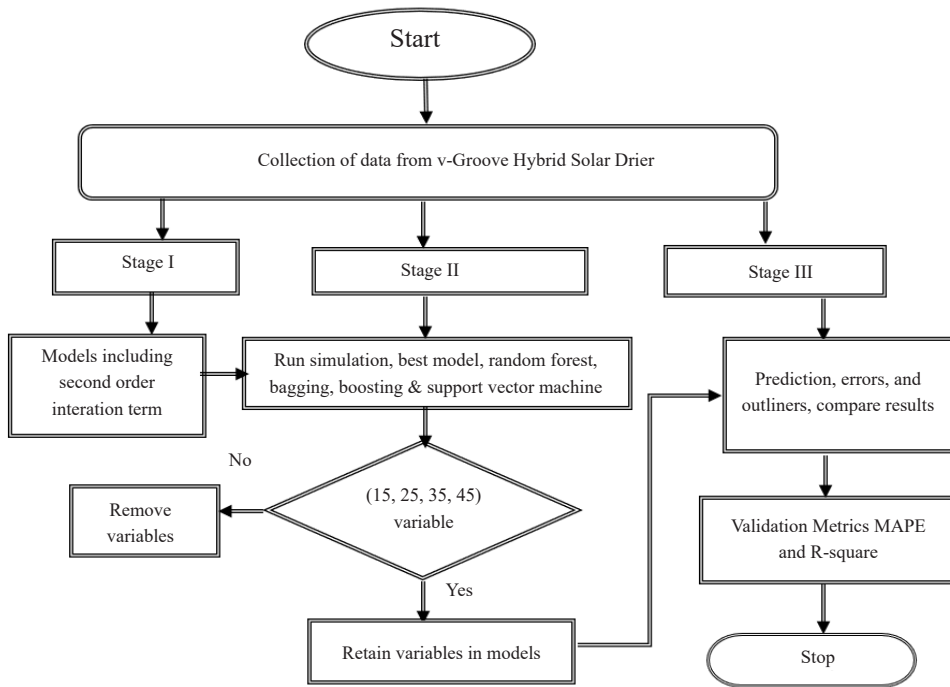 Start
Collection of data from v-Groove Hybrid Solar Drier
Stage I
Stage II
Stage III
Models including
second order
interation term
Run simulation, best model, random forest,
bagging, boosting & support vector machine
Prediction, errors, and
outliners, compare results
No
(15, 25, 35, 45)
variable
Remove
variables
Yes
Validation Metrics MAPE
and R-square
Retain variables in models
Stop